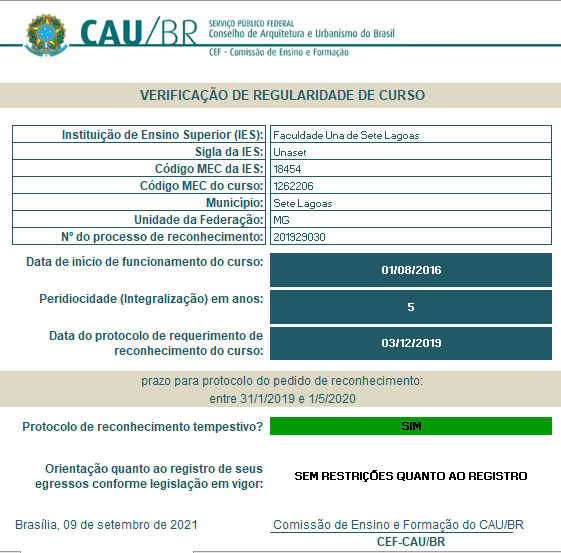 CAU/BR
SERVIÇO PÚBLICO FEDERAL
Conselho de Arquitetura e Urbanismo do Brasil
CEF - Comissão de Ensino e Formação
VERIFICAÇÃO DE REGULARIDADE DE CURSO
Instituição de Ensino Superior (IES): Faculdade Una de Sete Lagoas
Sigla da IES: Unaset
Código MEC da IES: 18454
Código MEC do curso: 1262206
Município: Sete Lagoas
Unidade da Federação: MG
Nº do processo de reconhecimento: 201929030
Data de início de funcionamento do curso: 01/08/2016
Peridiocidade (Integralização) em anos: 5
Data do protocolo de requerimento de
reconhecimento do curso: 03/12/2019
prazo para protocolo do pedido de reconhecimento:
entre 31/1/2019 e 1/5/2020
Protocolo de reconhecimento tempestivo? SIM
Orientação quanto ao registro de seus
egressos conforme legislação em vigor: SEM RESTRIÇÕES QUANTO AO REGISTRO
Brasília, 09 de setembro de 2021 Comissão de Ensino e Formação do CAU/BR
CEF-CAU/BR